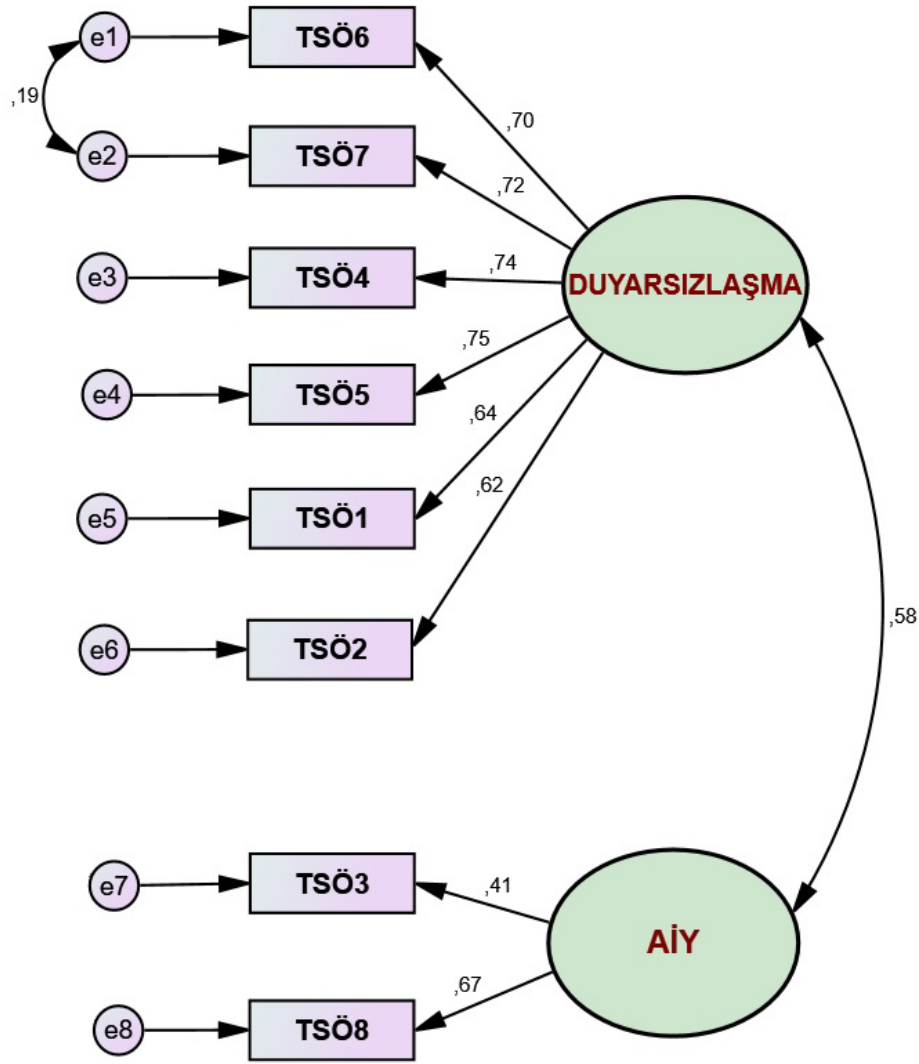 e1
TSÖ6
,70
,19
e2
TSÖ7
,72
e3
TSÖ4
,74
DUYARSIZLAŞMA
e4
TSÖ5
,75
e5
TSÖ1
,64
e6
TSÖ2
,62
,58
e7
TSÖ3
,41
AİY
e8
TSÖ8
,67